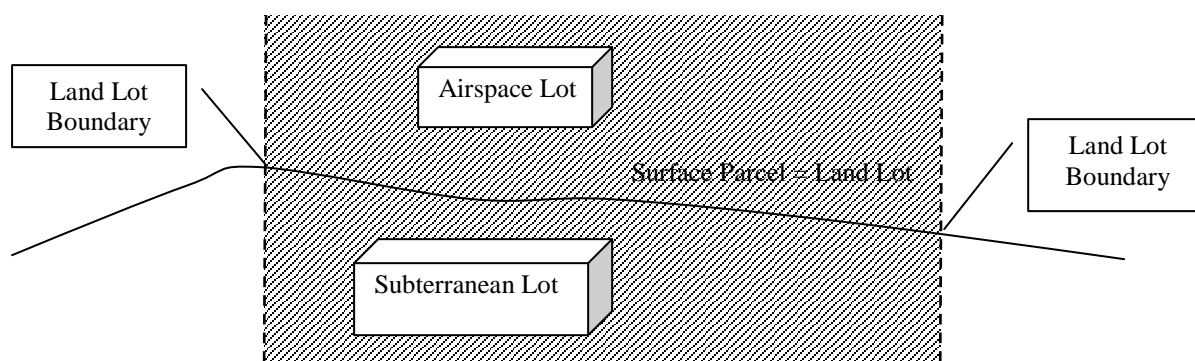 Land Lot
Boundary
Airspace Lot
Surface Parcel = Land Lot
Land Lot
Boundary
Subterranean Lot